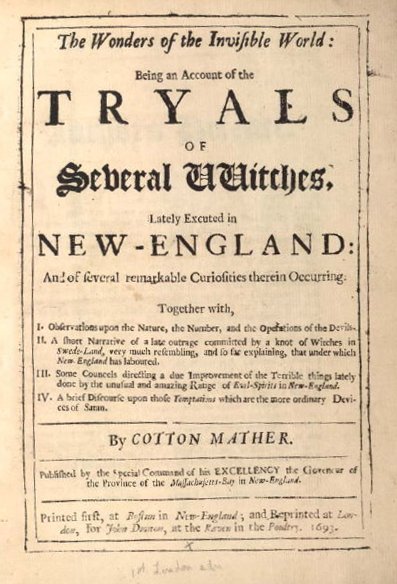 The Wonders of the Inviſible World:
Being an Account of the
TRYALS
OF
Several UUitches,
Lately Excuted in
NEW-ENGLAND:
And of ſeveral remarkable Curioſities therein Occurring.
Together with,
I. Obſervations upon the Nature, the Number, and the Operations of the Devils.
II. A ſhort Narrative of a late outrage committed by a knot of Witches in
Swede-Land, very much reſembling, and ſo far explaining, that under which
New-England has laboured.
III. Some Councels directing a due Improvement of the Terrible things lately
done by the unuſual and amazing Range of Evil-Spirits in New-England.
IV. A brief Diſcourſe upon thoſe Temptations which are the more ordinary Devi-
ces of Satan.
By COTTON MATHER.
Publiſhed by the Special Command of his EXCELLENCY the Govenour of
the Province of the Maſſachuſetts-Bay in New-England.
Printed firſt, at Boſtun in New-England; and Reprinted at Lon-
don, for John Dunton, at the Raven in the Poultry. 1693.
1st London edn